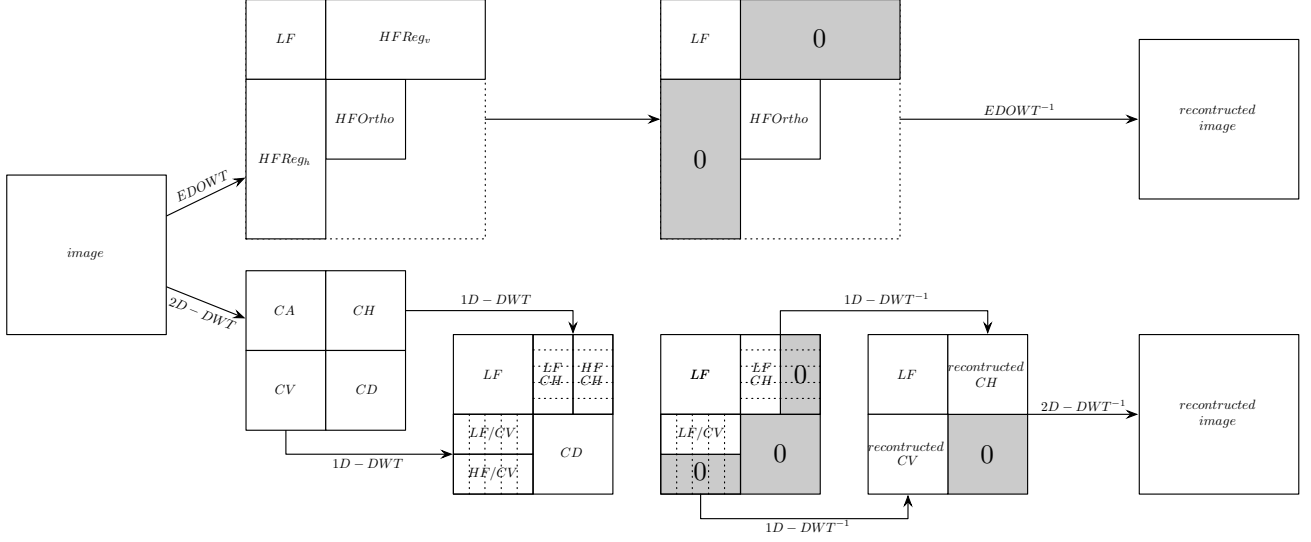 LF
HFReg_v
HFOrtho
HFReg_h
LF
0
HFOrtho
0
EDOWT^{-1}
recontructed
image
image
EDOWT
2D−DWT
CA
CH
CV
CD
1D−DWT
1D−DWT
LF
LF
CH
HF
CH
LF/CV
HF/CV
CD
LF
LF
CH
0
LF/CV
0
0
1D−DWT^{-1}
1D−DWT^{-1}
LF
recontructed
CH
recontructed
CV
0
2D−DWT^{-1}
recontructed
image